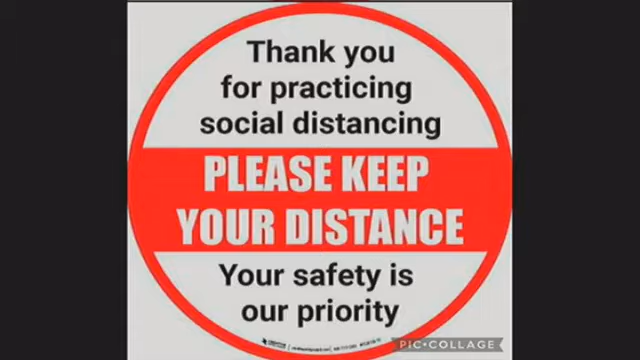 Thank you
for practicing
social distancing
PLEASE KEEP
YOUR DISTANCE
Your safety is
our priority
PIC•COLLAGE